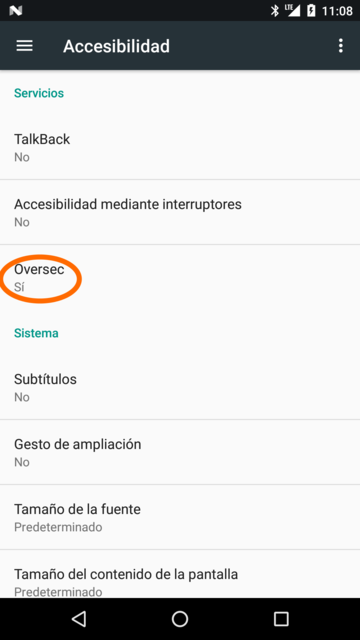 LTE 11:08
Accesibilidad
Servicios
TalkBack
No
Accesibilidad mediante interruptores
No
Oversec
Sí
Sistema
Subtítulos
No
Gesto de ampliación
No
Tamaño de la fuente
Predeterminado
Tamaño del contenido de la pantalla
Predeterminado